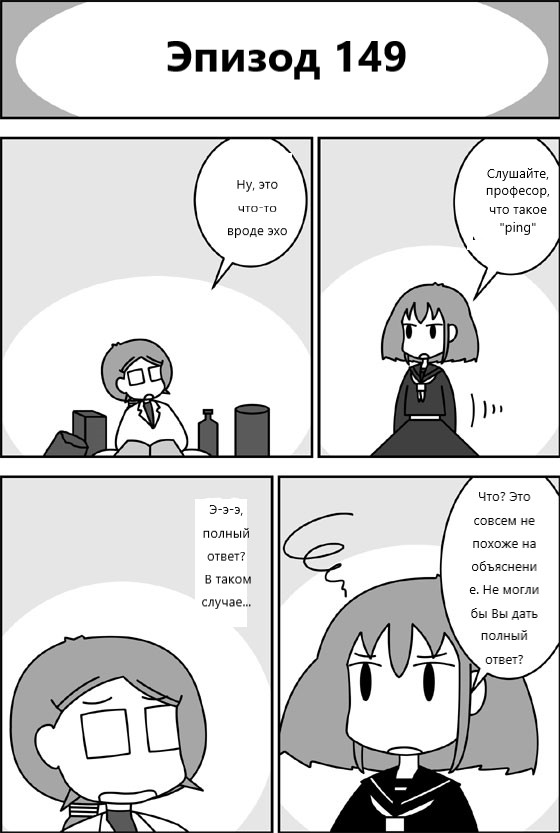 Эпизод 149
Слушайте,
професор,
что такое
"ping"
Ну, это
что-то
вроде эхо
Что? Это
совсем не
похоже на
объяснени
е. Не могли
бы Вы дать
полный
ответ?
Э-э-э,
полный
ответ?
В таком
случае...